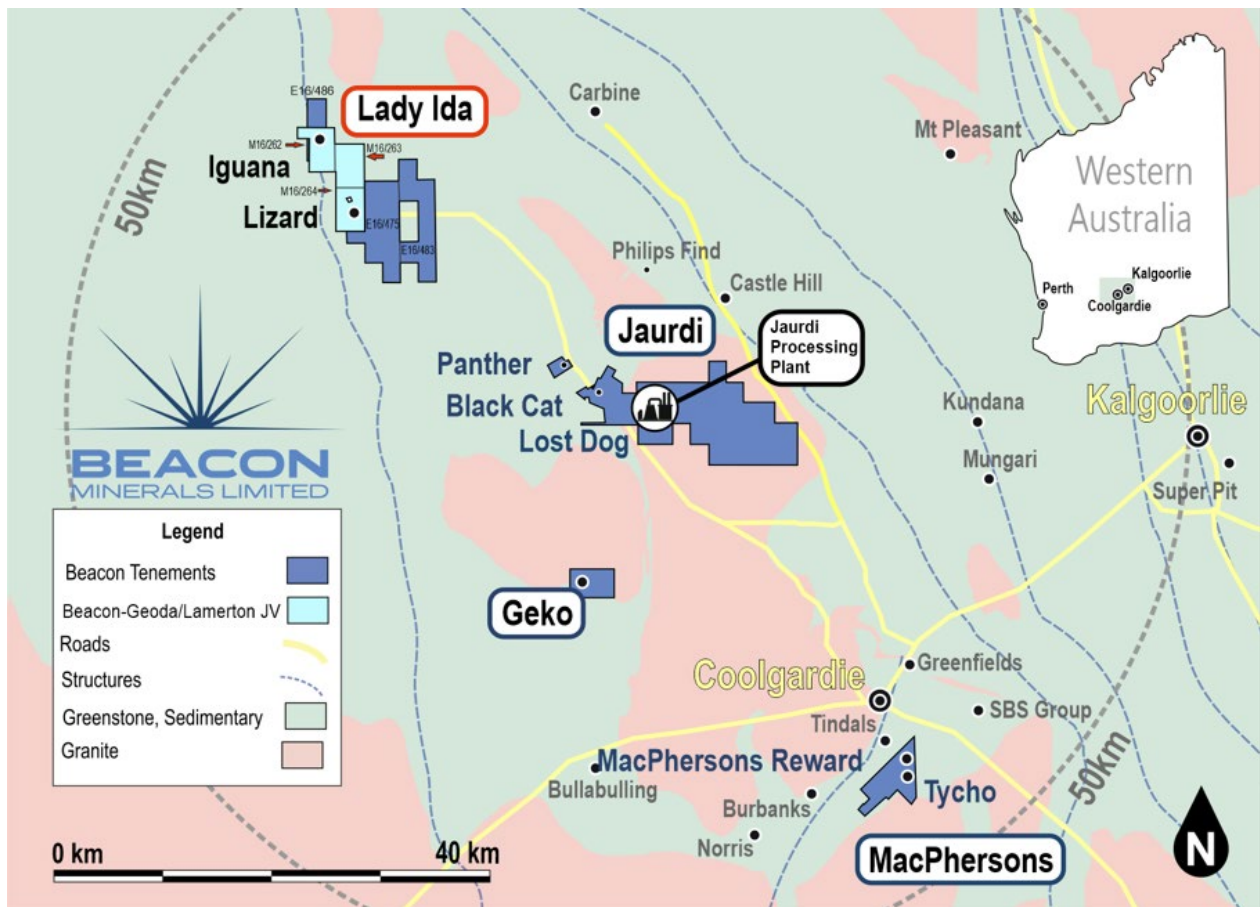 E16/486
Lady Ida
Carbine
Mt Pleasant
M16/262
M16/263
Iguana
M16/264
Lizard
E16/475
E16/483
50km
Western
Australia
Perth
Kalgoorlie
Coolgardie
Philips Find
Castle Hill
Jaurdi
Jaurdi
Processing
Plant
Panther
Black Cat
Lost Dog
Kundana
Kalgoorlie
Mungari
Super Pit
BEACON
MINERALS LIMITED
Legend
Beacon Tenements
Beacon-Geoda/Lamerton JV
Roads
Structures
Greenstone, Sedimentary
Granite
Geko
Coolgardie
Greenfields
SBS Group
Tindals
MacPhersons Reward
Bullabulling
Tycho
Burbanks
Norris
50km
MacPhersons
N
0 km
40 km